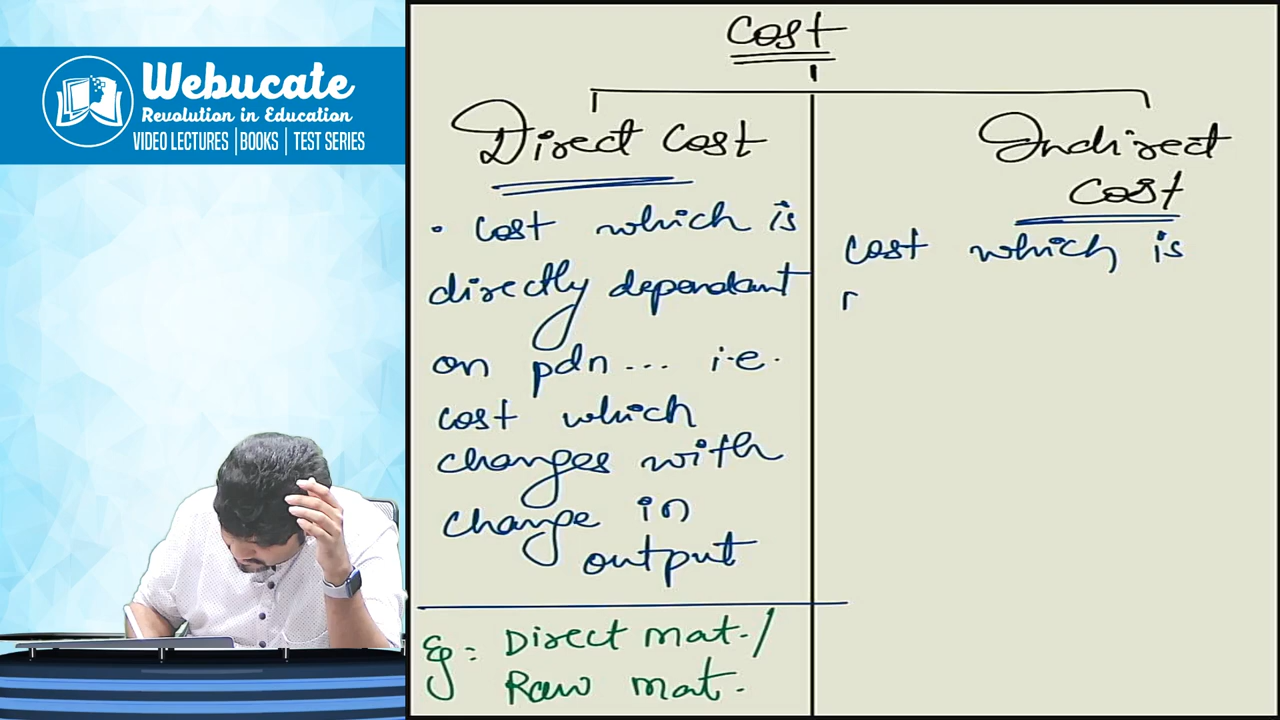 Webucate
Revolution in Education
VIDEO LECTURES | BOOKS | TEST SERIES
Cost
Direct Cost
• Cost which is
directly dependant
on pdn... i.e.
cost which
changes with
change in
output
Eg: Direct mat./
Raw mat.
Indirect
Cost
Cost which is